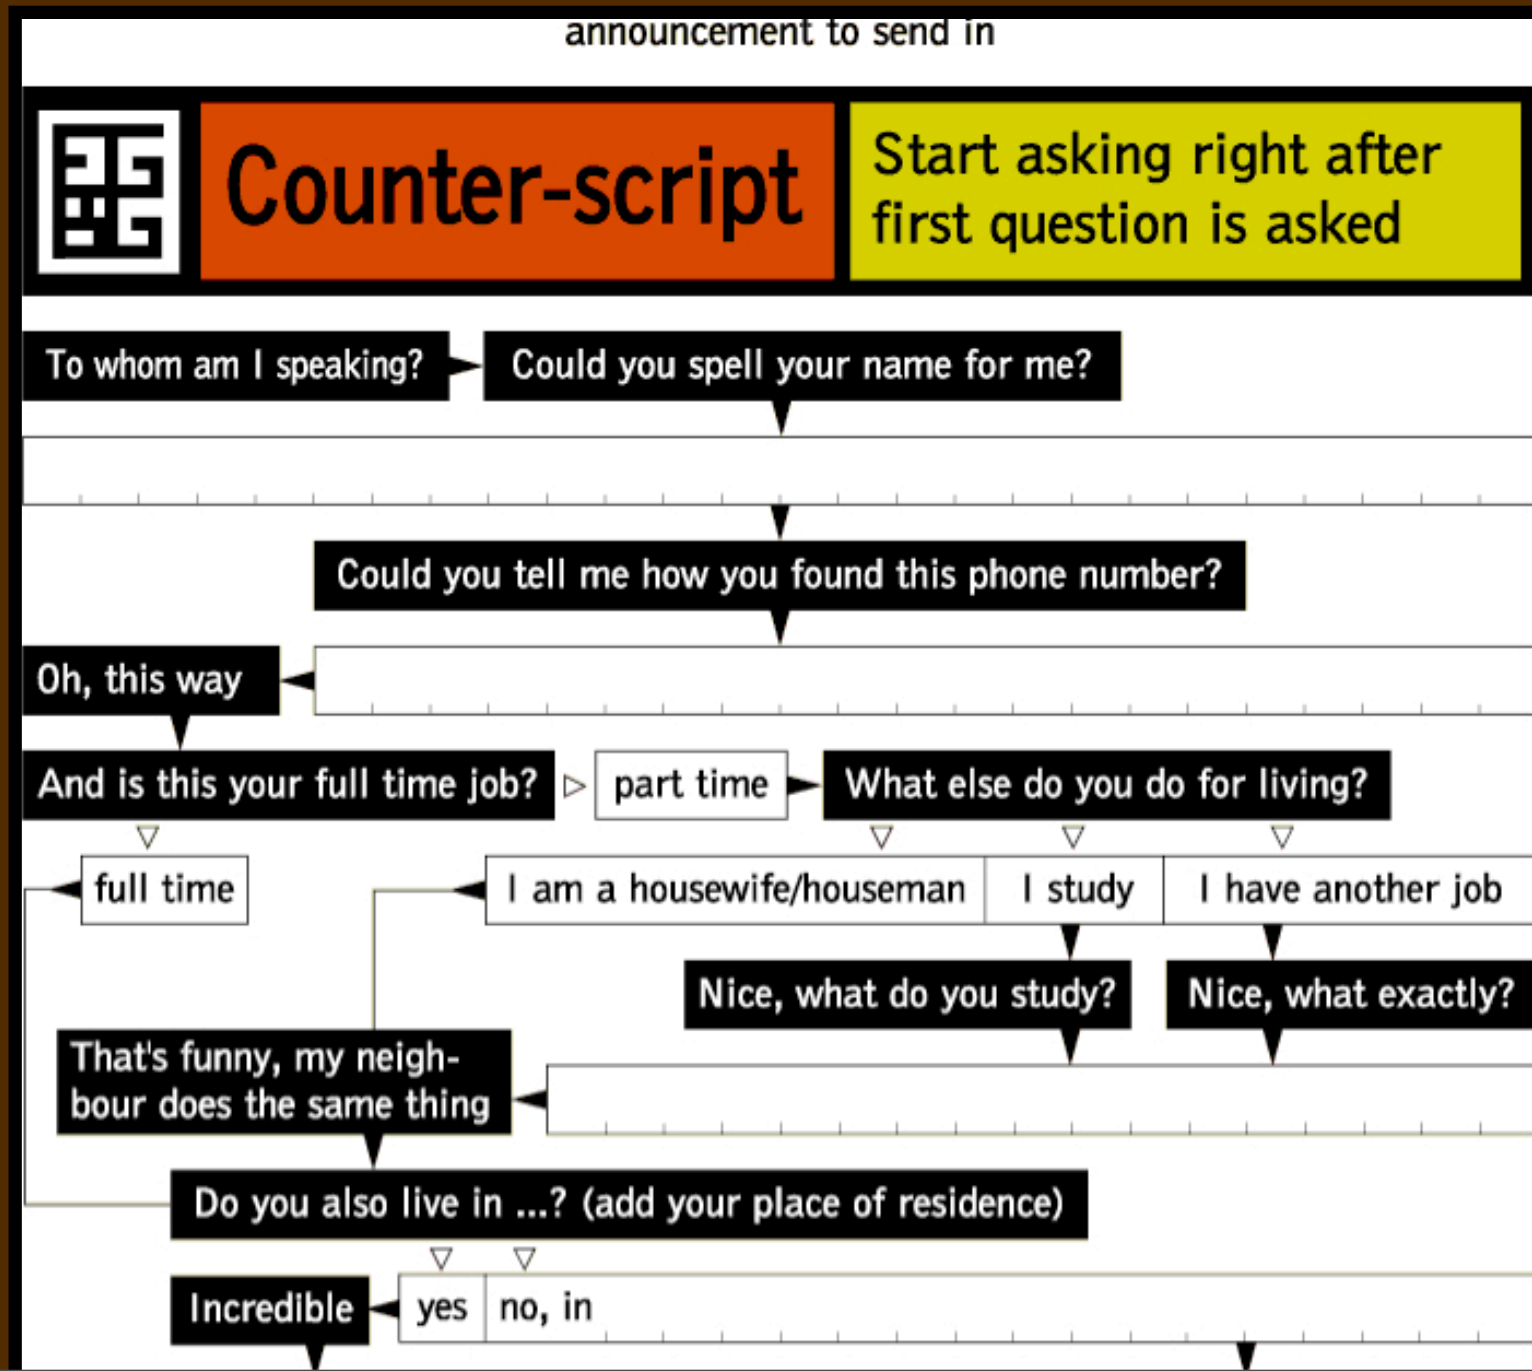 announcement to send in
Counter-script
Start asking right after
first question is asked
To whom am I speaking?
Could you spell your name for me?
Could you tell me how you found this phone number?
Oh, this way
And is this your full time job?
part time
What else do you do for living?
full time
I am a housewife/houseman
I study
I have another job
Nice, what do you study?
Nice, what exactly?
That's funny, my neigh-
bour does the same thing
Do you also live in ...? (add your place of residence)
Incredible
yes
no, in